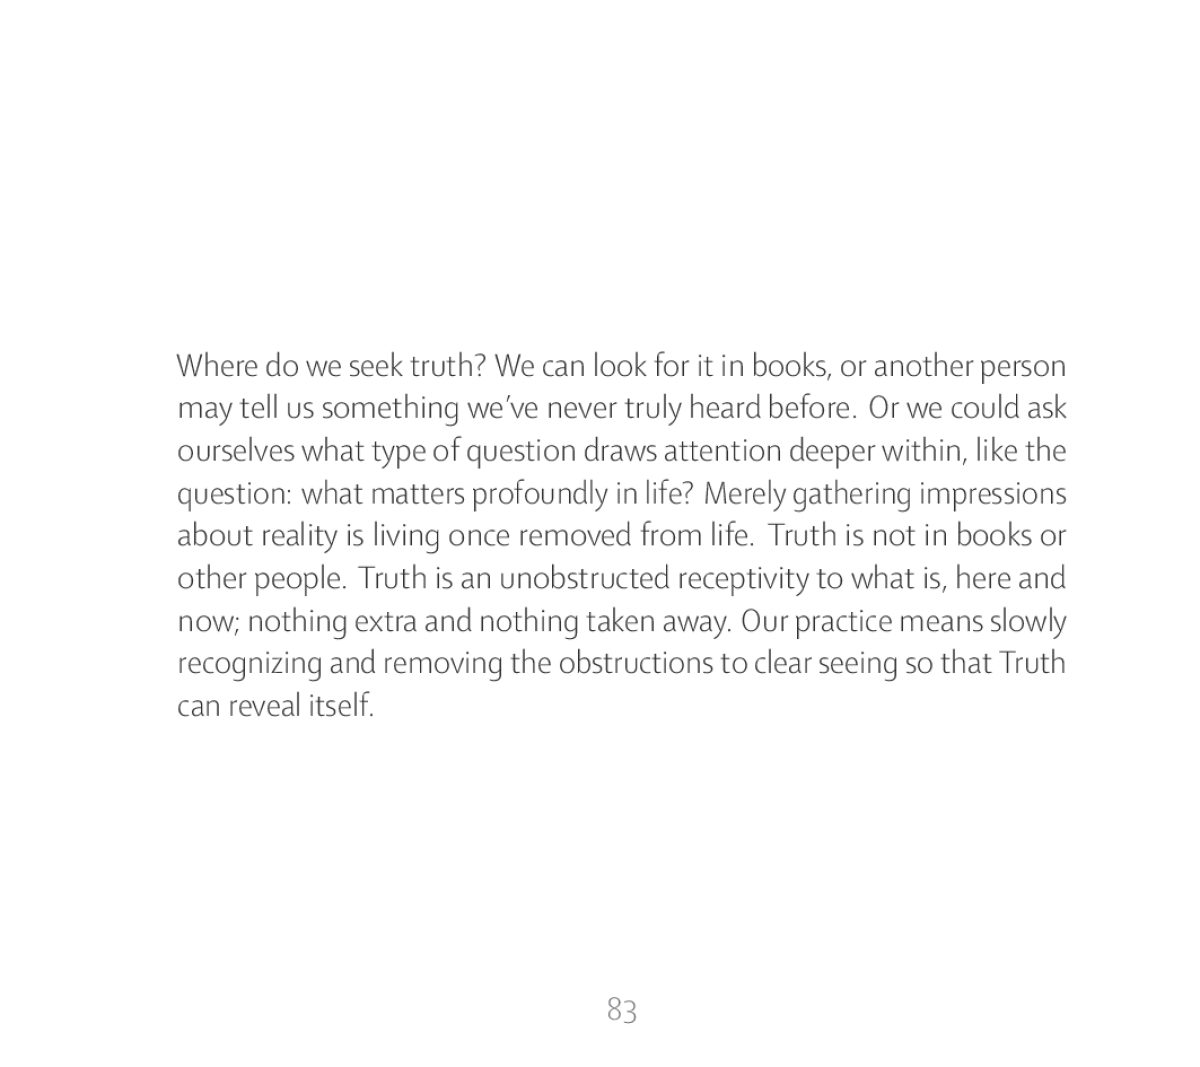 Where do we seek truth? We can look for it in books, or another person
may tell us something we've never truly heard before. Or we could ask
ourselves what type of question draws attention deeper within, like the
question: what matters profoundly in life? Merely gathering impressions
about reality is living once removed from life. Truth is not in books or
other people. Truth is an unobstructed receptivity to what is, here and
now; nothing extra and nothing taken away. Our practice means slowly
recognizing and removing the obstructions to clear seeing so that Truth
can reveal itself.
83